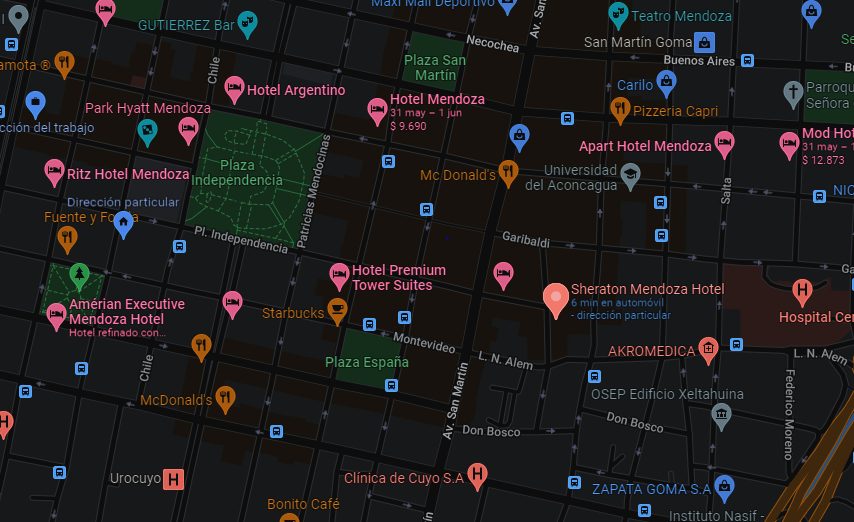 Maxi Mall Deportivo
GUTIERREZ Bar
Teatro Mendoza
Av. San
Necochea
San Martín Goma
Buenos Aires
Plaza San
Martín
Chile
Hotel Argentino
Carilo
Hotel Mendoza
31 may – 1 jun
$ 9.690
Pizzeria Capri
Parroqu
Señora
Park Hyatt Mendoza
cción del trabajo
Apart Hotel Mendoza
Mod Hot
31 may – 1
$ 12.873
Plaza
Independencia
Patricias Mendocinas
Ritz Hotel Mendoza
Mc Donald's
Universidad
del Aconcagua
Salta
NIC
Dirección particular
Pl. Independencia
Garibaldi
Ga
Hotel Premium
Tower Suites
Sheraton Mendoza Hotel
6 min en automóvil
- dirección particular
Amérian Executive
Mendoza Hotel
Hotel refinado con...
Starbucks
Hospital Cen
Montevideo
L. N. Alem
AKROMEDICA
L. N. Alem
Plaza España
Chile
Av. San Martín
Federico Moreno
McDonald's
OSEP Edificio Xeltahuina
Don Bosco
Don Bosco
Urocuyo
Clínica de Cuyo S.A
ZAPATA GOMA S.A
Bonito Café
Instituto Nasif -